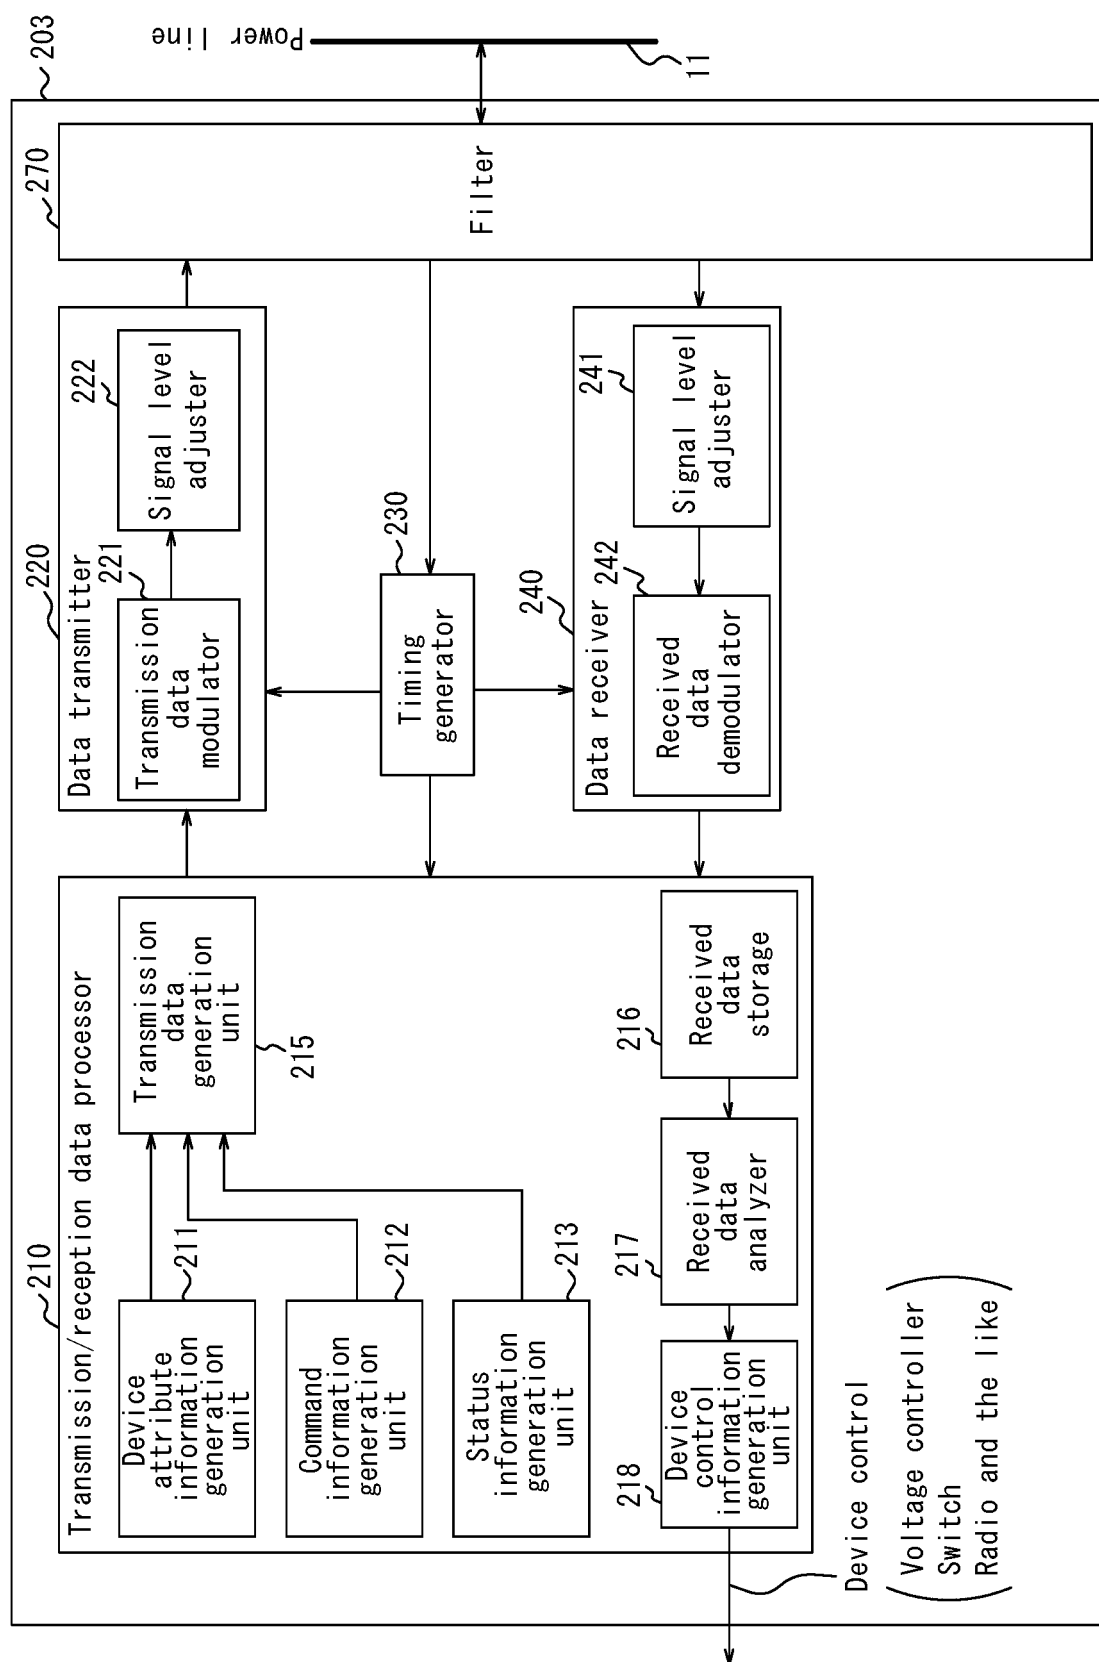 203
Power line
11
270
Filter
220
Data transmitter
221
Transmission
data
modulator
222
Signal level
adjuster
230
Timing
generator
240
Data receiver
241
Signal level
adjuster
242
Received
data
demodulator
210
Transmission/reception data processor
Device
attribute
information
generation
unit
211
Command
information
generation
unit
212
Status
information
generation
unit
213
Transmission
data
generation
unit
215
216
Received
data
storage
217
Received
data
analyzer
218
Device
control
information
generation
unit
Device control
Voltage controller
Switch
Radio and the like